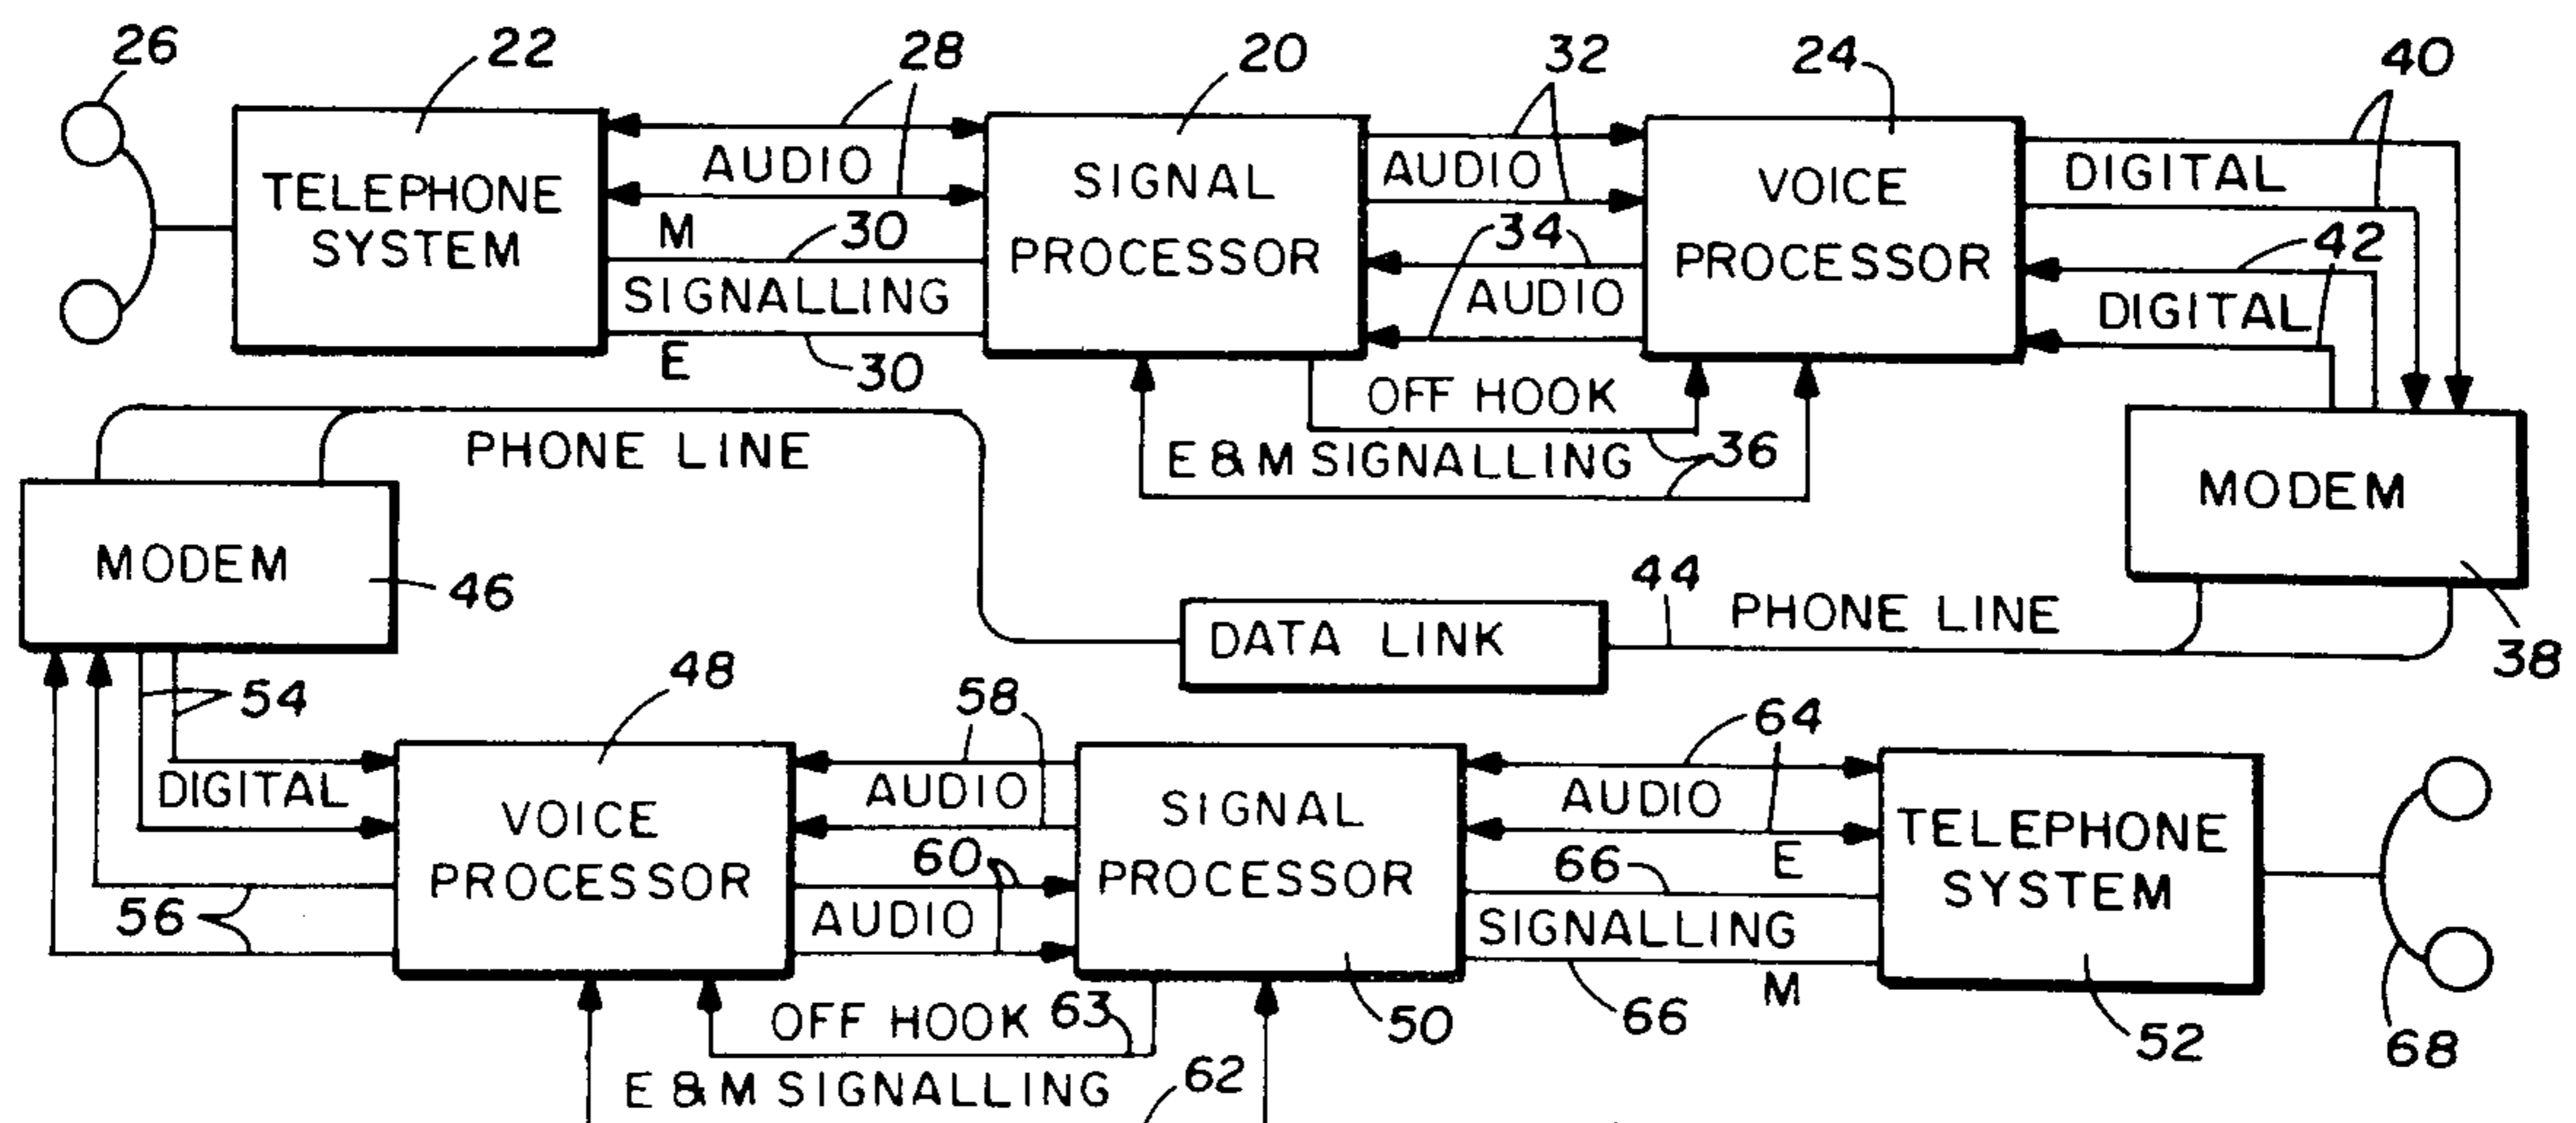 26
22
28
20
32
24
40
TELEPHONE
SYSTEM
AUDIO
M
30
SIGNALLING
E
30
SIGNAL
PROCESSOR
AUDIO
34
AUDIO
VOICE
PROCESSOR
DIGITAL
42
DIGITAL
OFF HOOK
36
E & M SIGNALLING
PHONE LINE
MODEM
46
MODEM
38
44
PHONE LINE
DATA LINK
54
48
58
64
DIGITAL
VOICE
PROCESSOR
AUDIO
60
AUDIO
SIGNAL
PROCESSOR
AUDIO
E
66
SIGNALLING
66
M
TELEPHONE
SYSTEM
56
OFF HOOK
63
50
52
68
E & M SIGNALLING
62